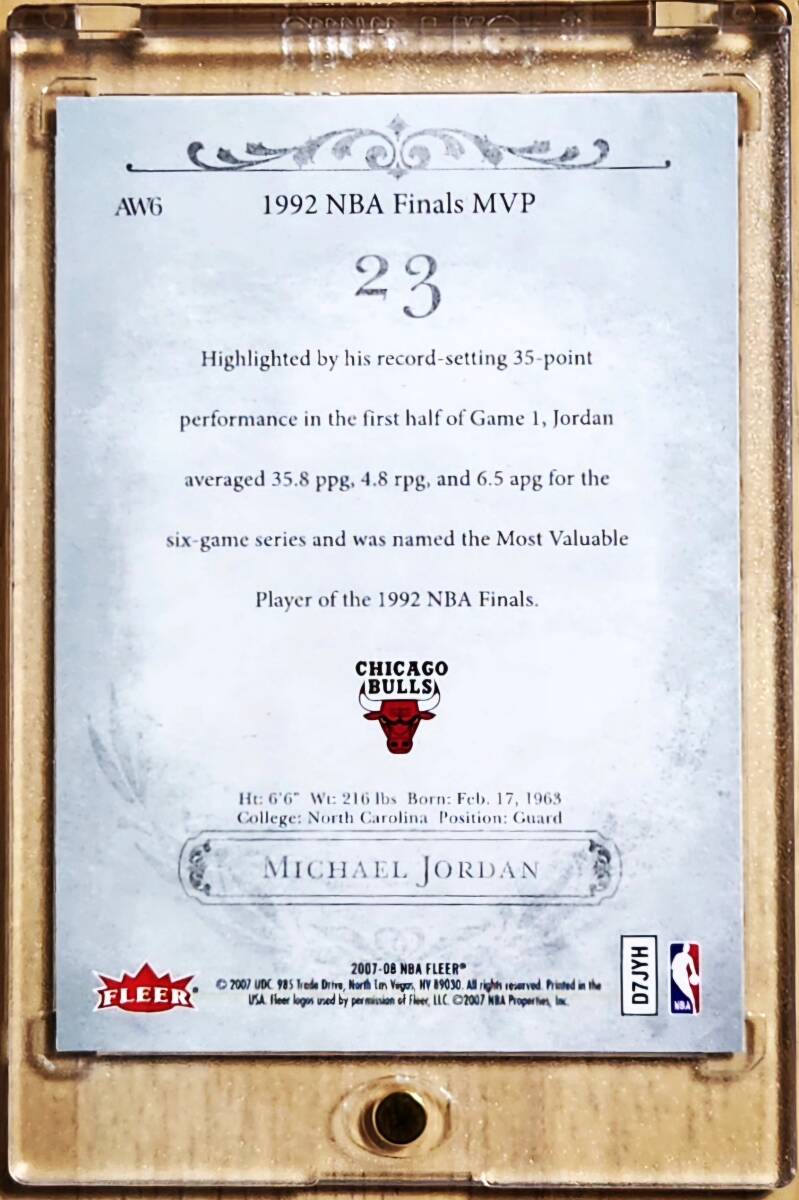 AW6
1992 NBA Finals MVP
23
Highlighted by his record-setting 35-point
performance in the first half of Game 1, Jordan
averaged 35.8 ppg, 4.8 rpg, and 6.5 apg for the
six-game series and was named the Most Valuable
Player of the 1992 NBA Finals.
CHICAGO
BULLS
Ht: 6'6" Wt: 216 lbs Born: Feb. 17, 1963
College: North Carolina Position: Guard
MICHAEL JORDAN
2007-08 NBA FLEER®
© 2007 UDC. 985 Trade Drive, North Las Vegas, NV 89030. All rights reserved. Printed in the
USA. Fleer logos used by permission of Fleer, LLC. ©2007 NBA Properties, Inc.
FLEER®
D7JYH
NBA